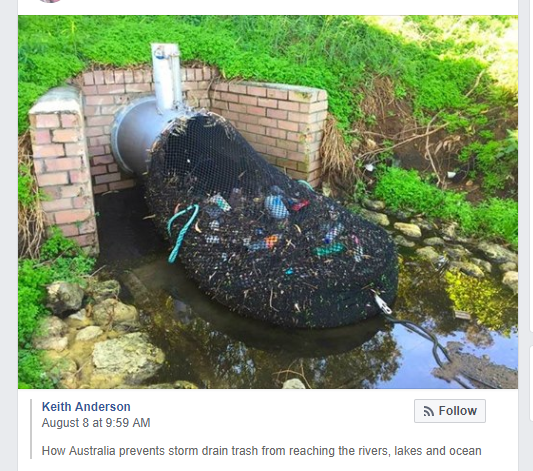 Keith Anderson
August 8 at 9:59 AM
Follow
How Australia prevents storm drain trash from reaching the rivers, lakes and ocean